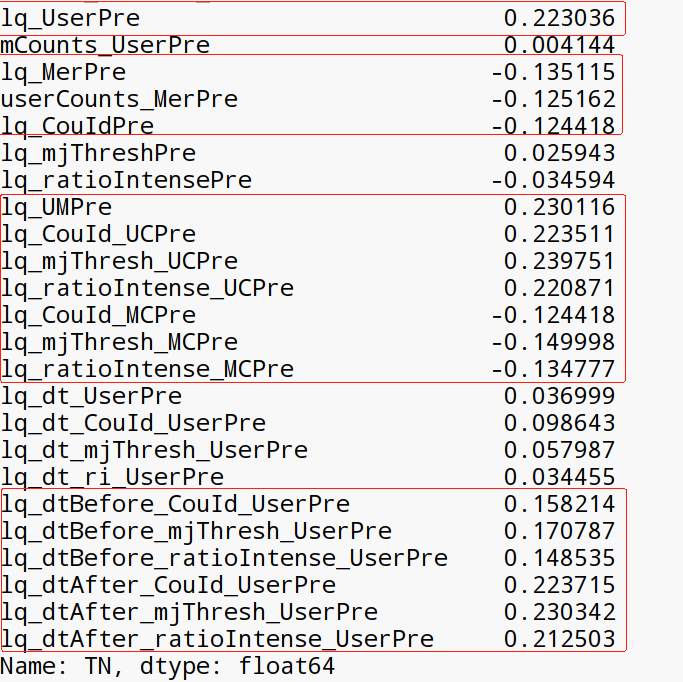 lq_UserPre 0.223036
mCounts_UserPre 0.004144
lq_MerPre -0.135115
userCounts_MerPre -0.125162
lq_CouIdPre -0.124418
lq_mjThreshPre 0.025943
lq_ratioIntensePre -0.034594
lq_UMPre 0.230116
lq_CouId_UCPre 0.223511
lq_mjThresh_UCPre 0.239751
lq_ratioIntense_UCPre 0.220871
lq_CouId_MCPre -0.124418
lq_mjThresh_MCPre -0.149998
lq_ratioIntense_MCPre -0.134777
lq_dt_UserPre 0.036999
lq_dt_CouId_UserPre 0.098643
lq_dt_mjThresh_UserPre 0.057987
lq_dt_ri_UserPre 0.034455
lq_dtBefore_CouId_UserPre 0.158214
lq_dtBefore_mjThresh_UserPre 0.170787
lq_dtBefore_ratioIntense_UserPre 0.148535
lq_dtAfter_CouId_UserPre 0.223715
lq_dtAfter_mjThresh_UserPre 0.230342
lq_dtAfter_ratioIntense_UserPre 0.212503
Name: TN, dtype: float64